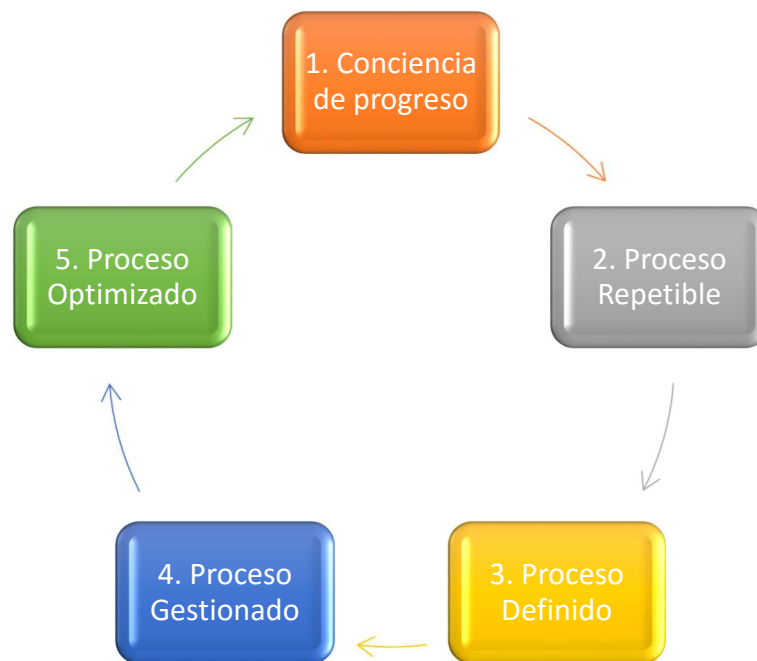 1. Conciencia
de progreso
2. Proceso
Repetible
3. Proceso
Definido
4. Proceso
Gestionado
5. Proceso
Optimizado